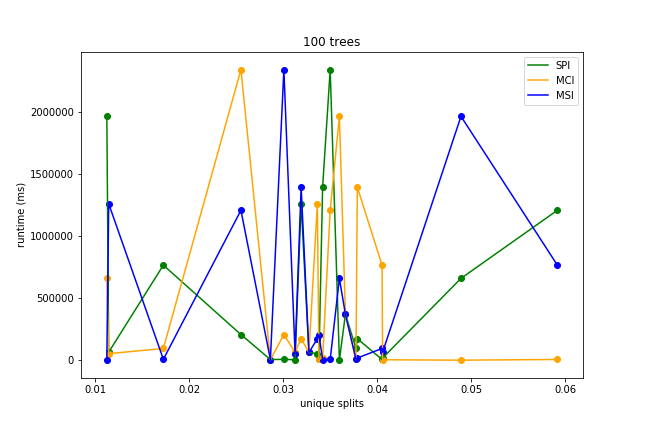 100 trees
SPI
MCI
MSI
2000000
1500000
1000000
500000
0
runtime (ms)
0.01 0.02 0.03 0.04 0.05 0.06
unique splits